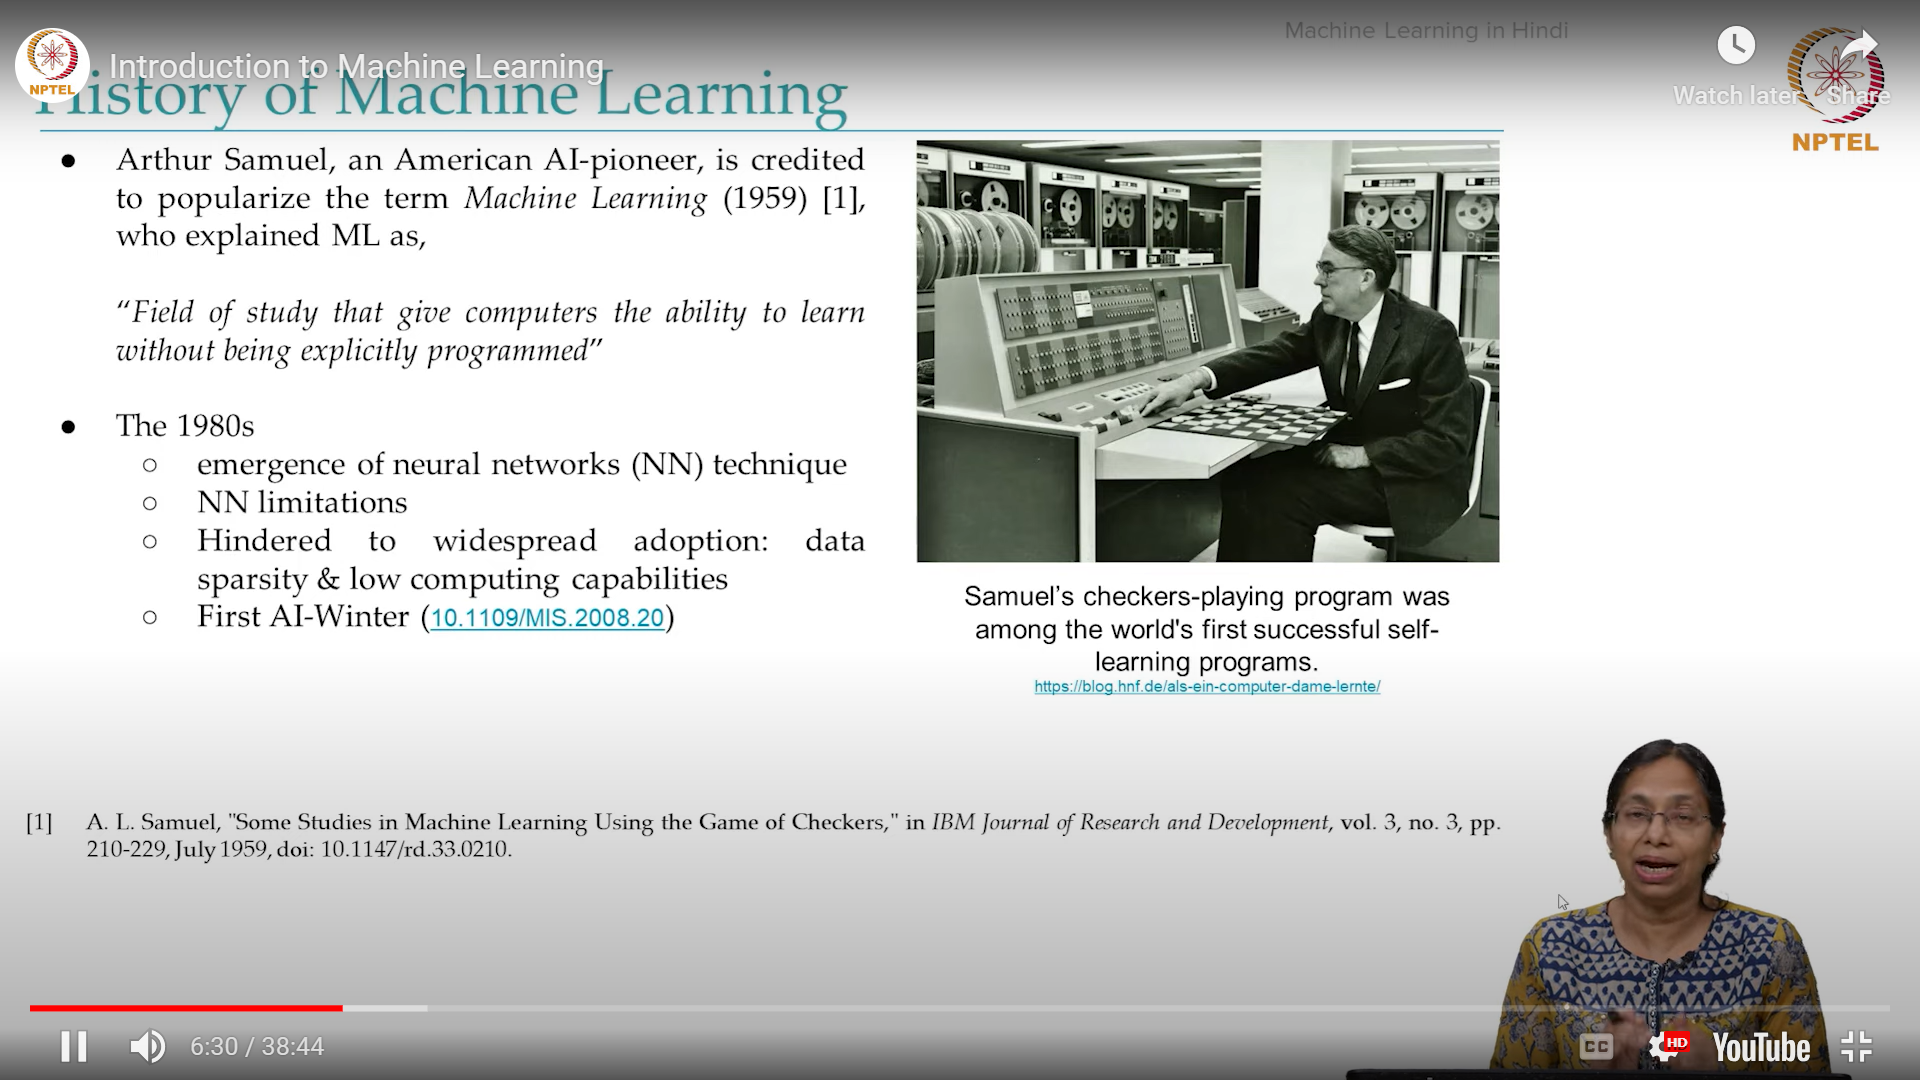 Machine Learning in Hindi
NPTEL
Introduction to Machine Learning
History of Machine Learning
Watch later
Share
NPTEL
● Arthur Samuel, an American AI-pioneer, is credited
to popularize the term Machine Learning (1959) [1],
who explained ML as,
“Field of study that give computers the ability to learn
without being explicitly programmed”
● The 1980s
○ emergence of neural networks (NN) technique
○ NN limitations
○ Hindered to widespread adoption: data
sparsity & low computing capabilities
○ First AI-Winter (10.1109/MIS.2008.20)
Samuel’s checkers-playing program was
among the world's first successful self-
learning programs.
https://blog.hnf.de/als-ein-computer-dame-lernte/
[1] A. L. Samuel, "Some Studies in Machine Learning Using the Game of Checkers," in IBM Journal of Research and Development, vol. 3, no. 3, pp.
210-229, July 1959, doi: 10.1147/rd.33.0210.
6:30 / 38:44
CC
HD
YouTube